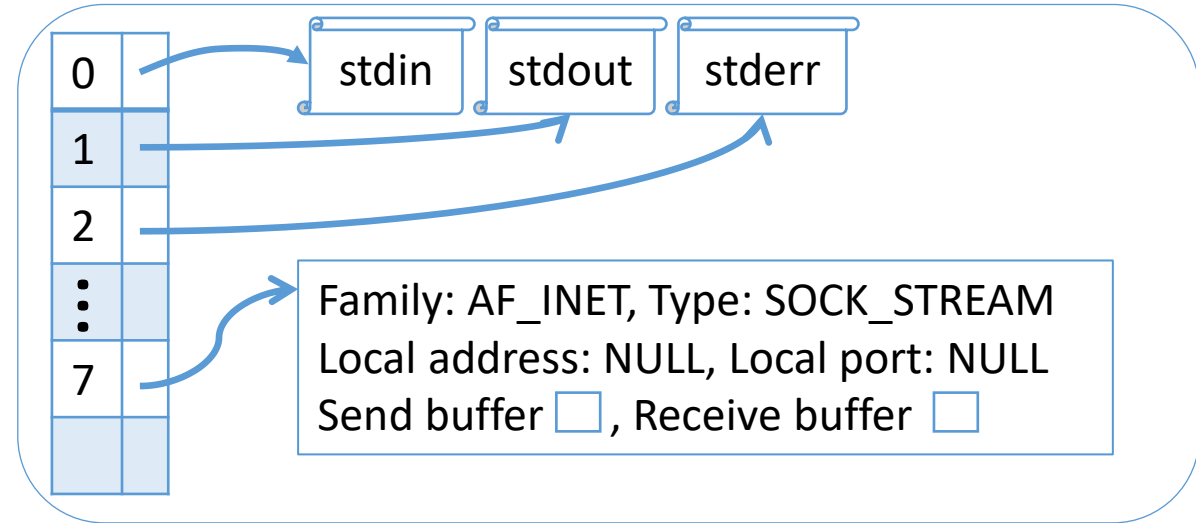 0
stdin
stdout
stderr
1
2
⋮
7
Family: AF_INET, Type: SOCK_STREAM
Local address: NULL, Local port: NULL
Send buffer , Receive buffer